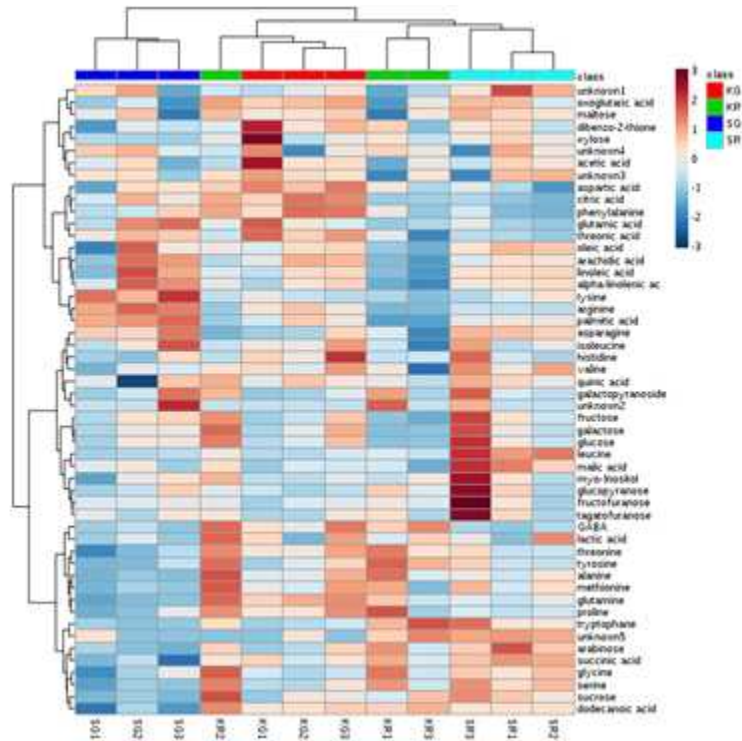 class
unknown1
oxoglutaric acid
maltose
dibenzo-2-thione
xylose
unknown4
acetic acid
unknown3
aspartic acid
citric acid
phenylalanine
glutamic acid
threonic acid
oleic acid
arachidic acid
linoleic acid
alpha-linolenic ac
lysine
arginine
palmitic acid
asparagine
isoleucine
histidine
valine
quinic acid
galactopyranoside
unknown2
fructose
galactose
glucose
leucine
malic acid
myo-Inositol
glucopyranose
fructofuranose
tagatofuranose
GABA
lactic acid
threonine
tyrosine
alanine
methionine
glutamine
proline
tryptophane
unknown5
arabinose
succinic acid
glycine
serine
sucrose
dodecanoic acid
SG1
SG2
SG3
KR2
KG1
KG2
KG3
KR1
KR3
SR3
SR1
SR2
3
2
1
0
-1
-2
-3
class
KG
KR
SG
SR